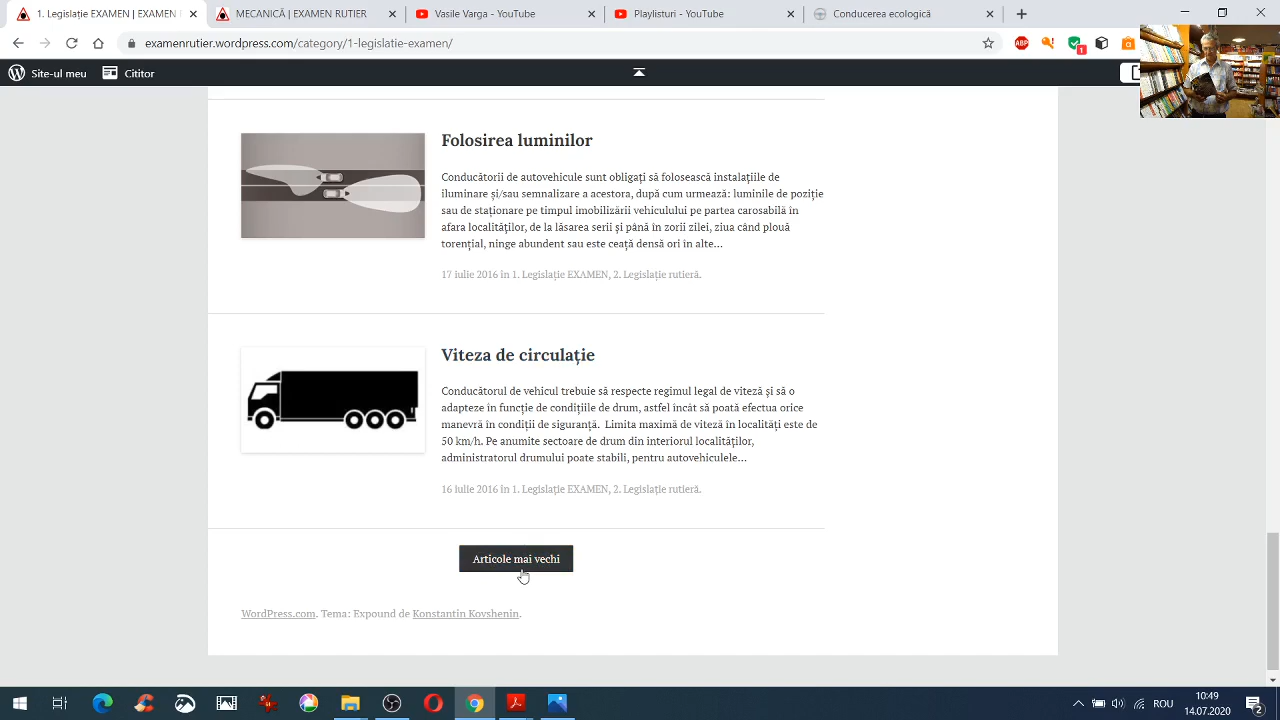 1. Legislație EXAMEN | EXAMEN
MECANICĂ | EXAMEN RUTIER
Vasy Varga - YouTube
Playlisturi - YouTube
Conducerea ecologică
examenrutier.wordpress.com/category/1-legislatie-examen/
ABP
1
a
Site-ul meu
Cititor
Folosirea luminilor
Conducătorii de autovehicule sunt obligați să folosească instalațiile de
iluminare și/sau semnalizare a acestora, după cum urmează: luminile de poziție
sau de staționare pe timpul imobilizării vehiculului pe partea carosabilă în
afara localităților, de la lăsarea serii și până în zorii zilei, ziua când plouă
torențial, ninge abundent sau este ceață densă ori în alte...
17 iulie 2016 în 1. Legislație EXAMEN, 2. Legislație rutieră.
Viteza de circulație
Conducătorul de vehicul trebuie să respecte regimul legal de viteză și să o
adapteze în funcție de condițiile de drum, astfel încât să poată efectua orice
manevră în condiții de siguranță. Limita maximă de viteză în localități este de
50 km/h. Pe anumite sectoare de drum din interiorul localităților,
administratorul drumului poate stabili, pentru autovehiculele...
16 iulie 2016 în 1. Legislație EXAMEN, 2. Legislație rutieră.
Articole mai vechi
WordPress.com. Tema: Expound de Konstantin Kovshenin.
ROU
10:49
14.07.2020
2